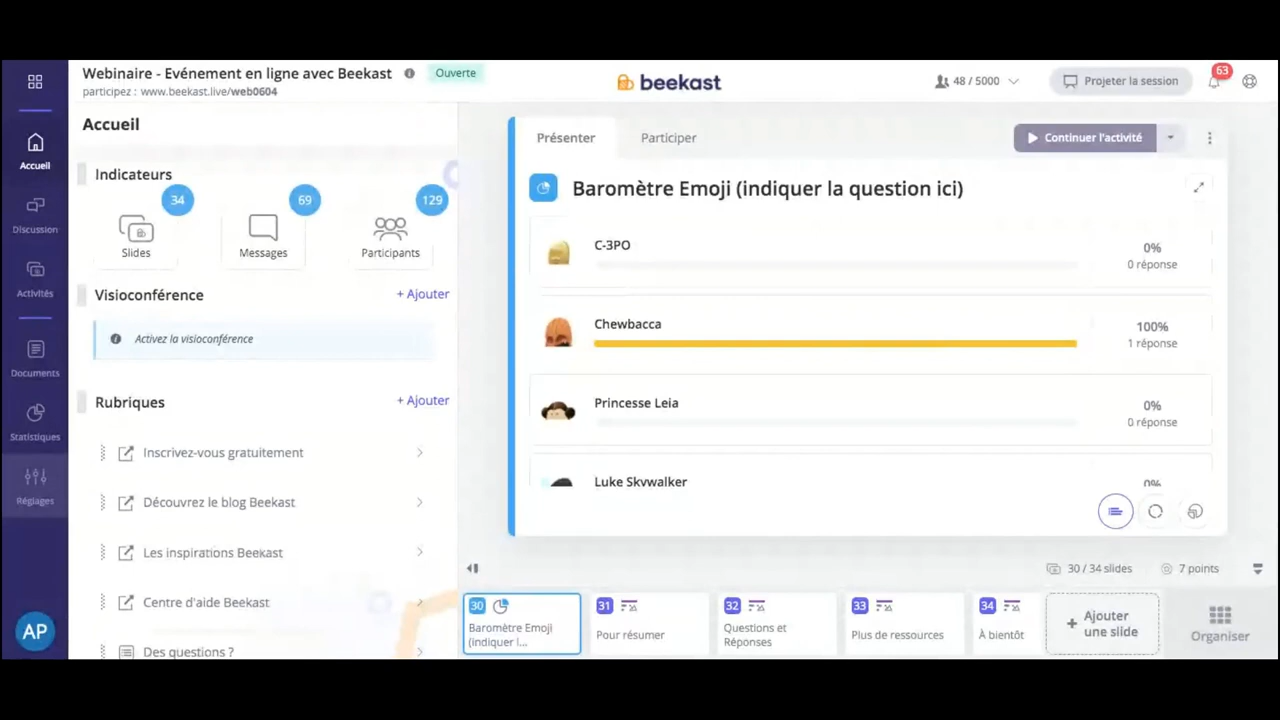 Webinaire - Evénement en ligne avec Beekast
Ouverte
participez : www.beekast.live/web0604
beekast
48 / 5000
Projeter la session
63
Accueil
Discussion
Activités
Documents
Statistiques
Réglages
AP
Accueil
Indicateurs
34
Slides
69
Messages
129
Participants
Visioconférence
+ Ajouter
Activez la visioconférence
Rubriques
+ Ajouter
Inscrivez-vous gratuitement
Découvrez le blog Beekast
Les inspirations Beekast
Centre d'aide Beekast
Des questions ?
Présenter
Participer
Continuer l'activité
Baromètre Emoji (indiquer la question ici)
C-3PO
0%
0 réponse
Chewbacca
100%
1 réponse
Princesse Leia
0%
0 réponse
Luke Skywalker
0%
30 / 34 slides
7 points
30
Baromètre Emoji
(indiquer l...
31
Pour résumer
32
Questions et
Réponses
33
Plus de ressources
34
À bientôt
+ Ajouter
une slide
Organiser